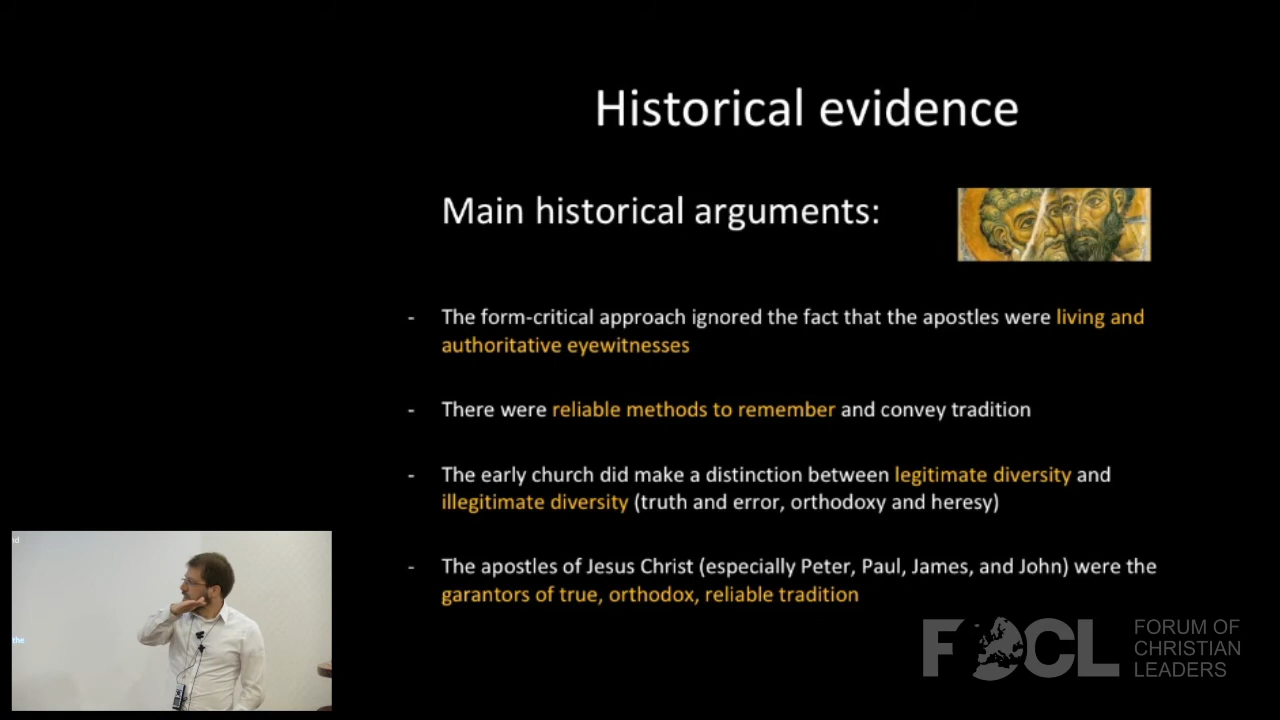 Historical evidence
Main historical arguments:
- The form-critical approach ignored the fact that the apostles were living and
authoritative eyewitnesses
- There were reliable methods to remember and convey tradition
- The early church did make a distinction between legitimate diversity and
illegitimate diversity (truth and error, orthodoxy and heresy)
- The apostles of Jesus Christ (especially Peter, Paul, James, and John) were the
garantors of true, orthodox, reliable tradition
nd
the
FOCL
FORUM OF
CHRISTIAN
LEADERS